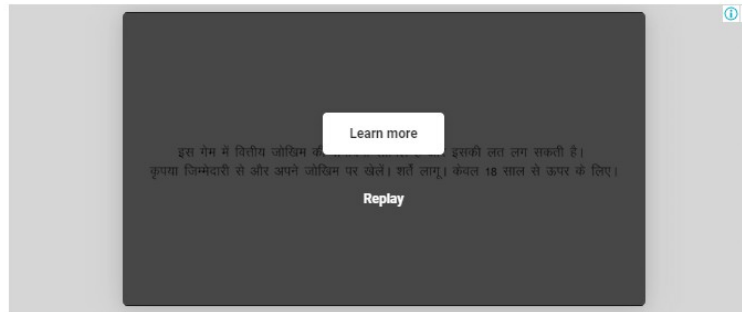 Learn more
इस गेम में वित्तीय जोखिम की इसकी लत लग सकती है।
कृपया जिम्मेदारी से और अपने जोखिम पर खेलें। शर्तें लागू। केवल 18 साल से ऊपर के लिए।
Replay